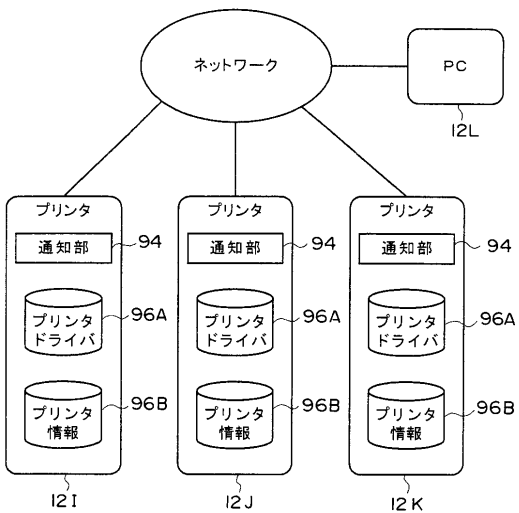 ネットワーク
PC
12L
プリンタ
通知部
94
プリンタ
ドライバ
96A
プリンタ
情報
96B
12I
プリンタ
通知部
94
プリンタ
ドライバ
96A
プリンタ
情報
96B
12J
プリンタ
通知部
94
プリンタ
ドライバ
96A
プリンタ
情報
96B
12K